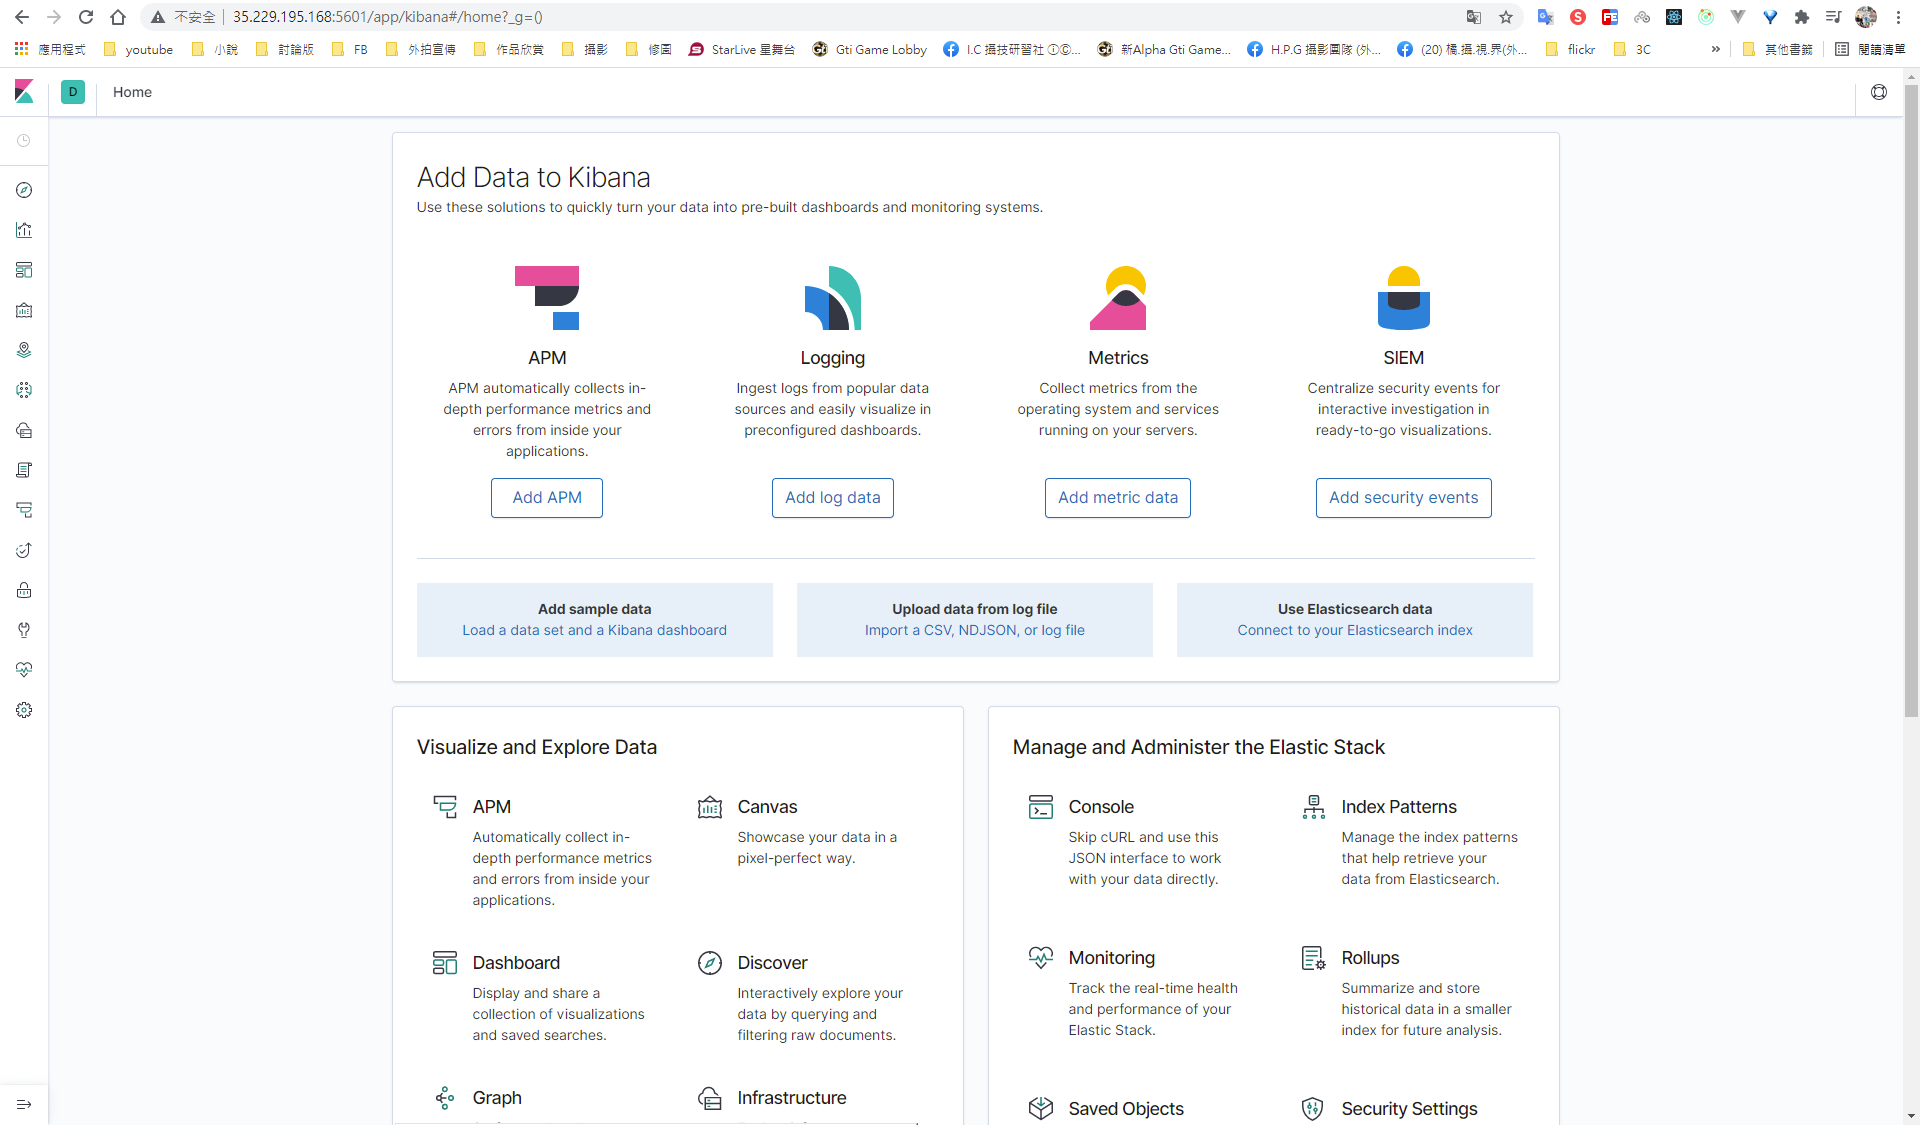 不安全 35.229.195.168:5601/app/kibana#/home?_g=()
應用程式 youtube 小說 討論版 FB 外拍宣傳 作品欣賞 攝影 修圖 StarLive 星舞台 Gti Game Lobby I.C 攝技研習社 ⒾⒸ... 新Alpha Gti Game... H.P.G 攝影團隊 (外... (20) 橘.攝.視.界(外... flickr 3C » 其他書籤 閱讀清單
D Home
Add Data to Kibana
Use these solutions to quickly turn your data into pre-built dashboards and monitoring systems.
APM
APM automatically collects in-
depth performance metrics and
errors from inside your
applications.
Add APM
Logging
Ingest logs from popular data
sources and easily visualize in
preconfigured dashboards.
Add log data
Metrics
Collect metrics from the
operating system and services
running on your servers.
Add metric data
SIEM
Centralize security events for
interactive investigation in
ready-to-go visualizations.
Add security events
Add sample data
Load a data set and a Kibana dashboard
Upload data from log file
Import a CSV, NDJSON, or log file
Use Elasticsearch data
Connect to your Elasticsearch index
Visualize and Explore Data
APM
Automatically collect in-
depth performance metrics
and errors from inside your
applications.
Canvas
Showcase your data in a
pixel-perfect way.
Dashboard
Display and share a
collection of visualizations
and saved searches.
Discover
Interactively explore your
data by querying and
filtering raw documents.
Graph
Infrastructure
Manage and Administer the Elastic Stack
Console
Skip cURL and use this
JSON interface to work
with your data directly.
Index Patterns
Manage the index patterns
that help retrieve your
data from Elasticsearch.
Monitoring
Track the real-time health
and performance of your
Elastic Stack.
Rollups
Summarize and store
historical data in a smaller
index for future analysis.
Saved Objects
Security Settings